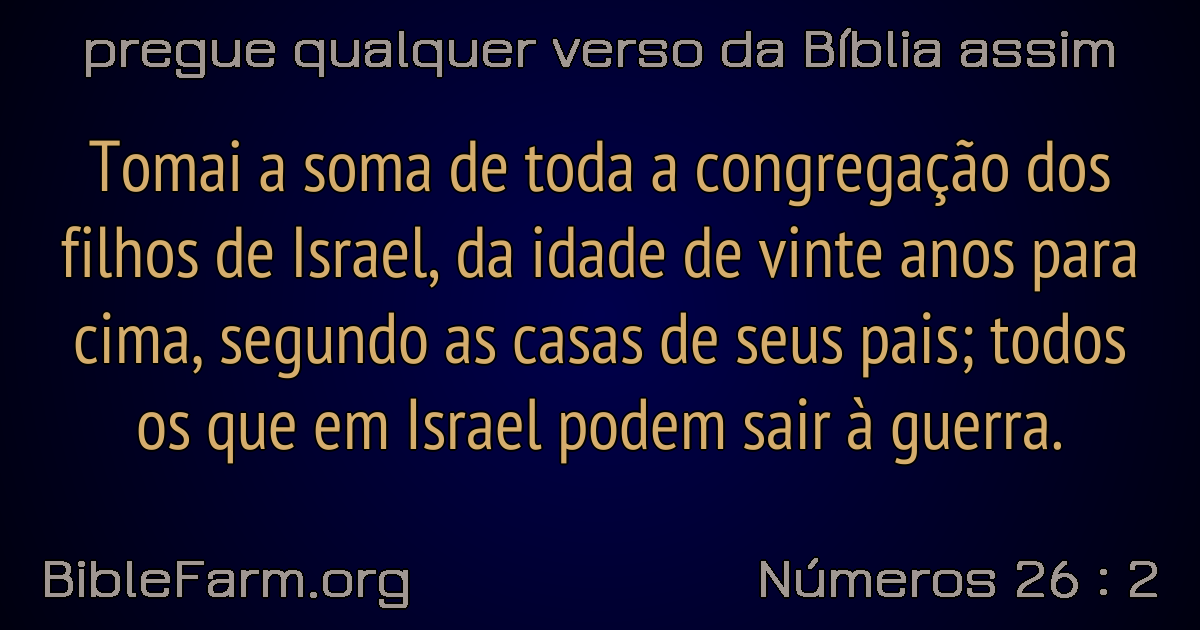 pregue qualquer verso da Bíblia assim
Tomai a soma de toda a congregação dos
filhos de Israel, da idade de vinte anos para
cima, segundo as casas de seus pais; todos
os que em Israel podem sair à guerra.
BibleFarm.org
Números 26 : 2